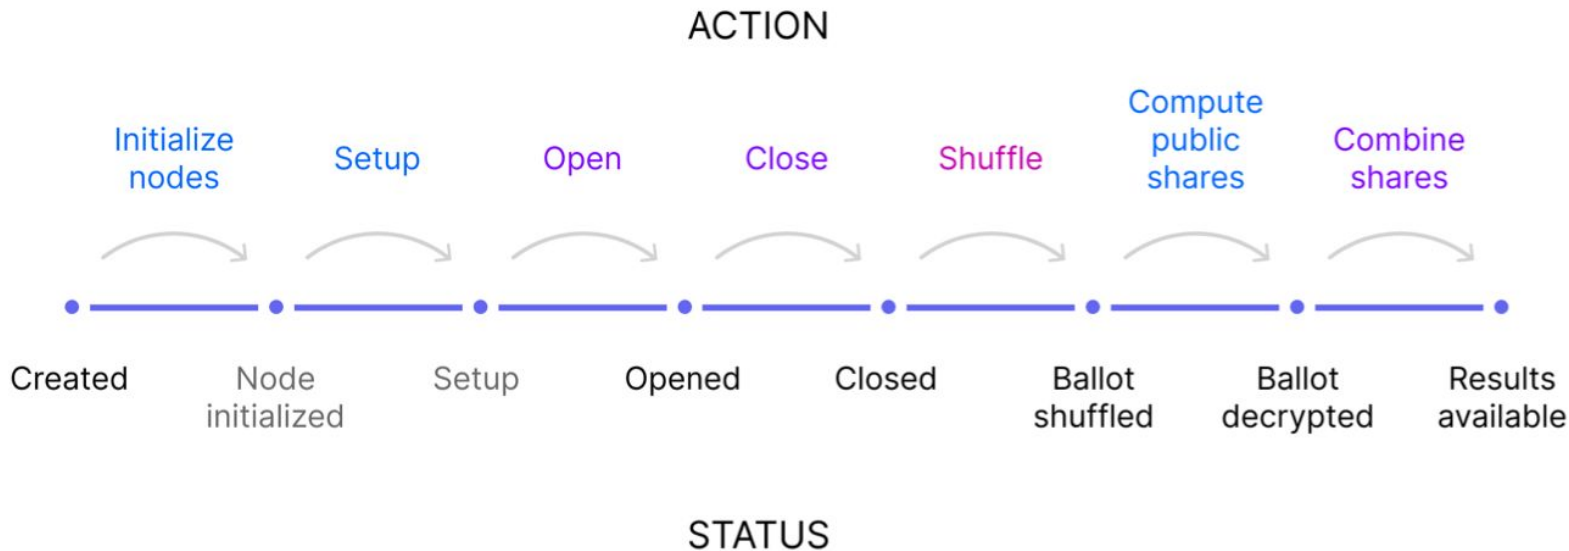 ACTION
Initialize
nodes
Setup
Open
Close
Shuffle
Compute
public
shares
Combine
shares
Created
Node
initialized
Setup
Opened
Closed
Ballot
shuffled
Ballot
decrypted
Results
available
STATUS